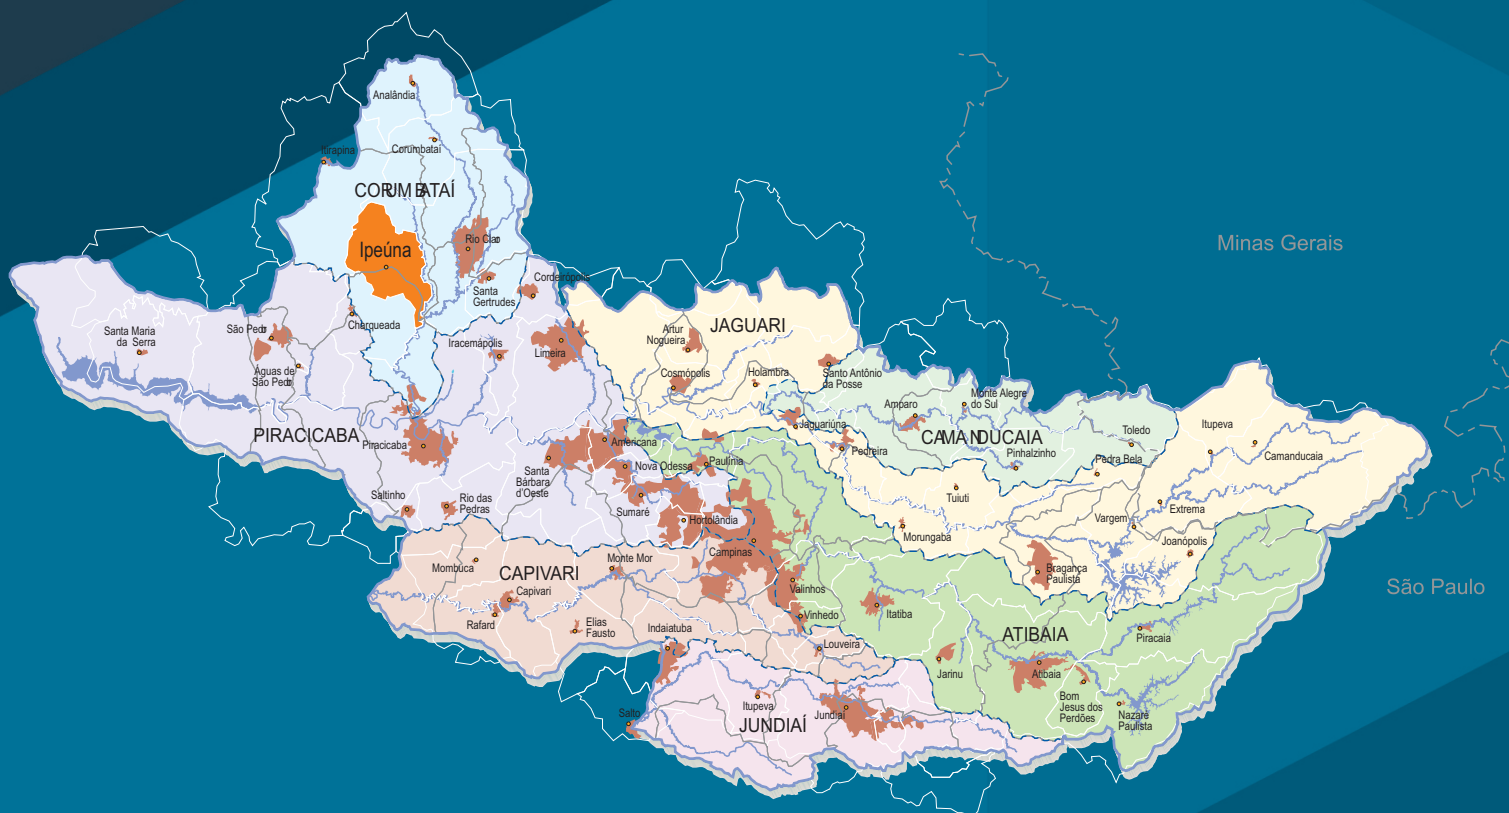 Analândia
Corumbataí
Itirapina
CORUMBATAÍ
Ipeúna
Rio Claro
Santa
Gertrudes
Cordeirópolis
Charqueada
Santa Maria
da Serra
São Pedro
Águas de
São Pedro
Iracemápolis
Limeira
PIRACICABA
Piracicaba
Saltinho
Rio das
Pedras
Santa
Bárbara
d'Oeste
Americana
Nova Odessa
Sumaré
Hortolândia
Paulínia
Campinas
JAGUARI
Artur
Nogueira
Cosmópolis
Holambra
Santo Antônio
da Posse
Jaguariúna
Pedreira
Amparo
Monte Alegre
do Sul
CAMANDUCAIA
Pinhalzinho
Toledo
Pedra Bela
Itupeva
Camanducaia
Tuiuti
Morungaba
Vargem
Extrema
Joanópolis
Bragança
Paulista
Mombuca
CAPIVARI
Capivari
Rafard
Elias
Fausto
Monte Mor
Indaiatuba
Valinhos
Vinhedo
Louveira
Itatiba
ATIBAIA
Jarinu
Atibaia
Bom
Jesus dos
Perdões
Piracaia
Nazaré
Paulista
Salto
Itupeva
Jundiaí
JUNDIAÍ
Minas Gerais
São Paulo